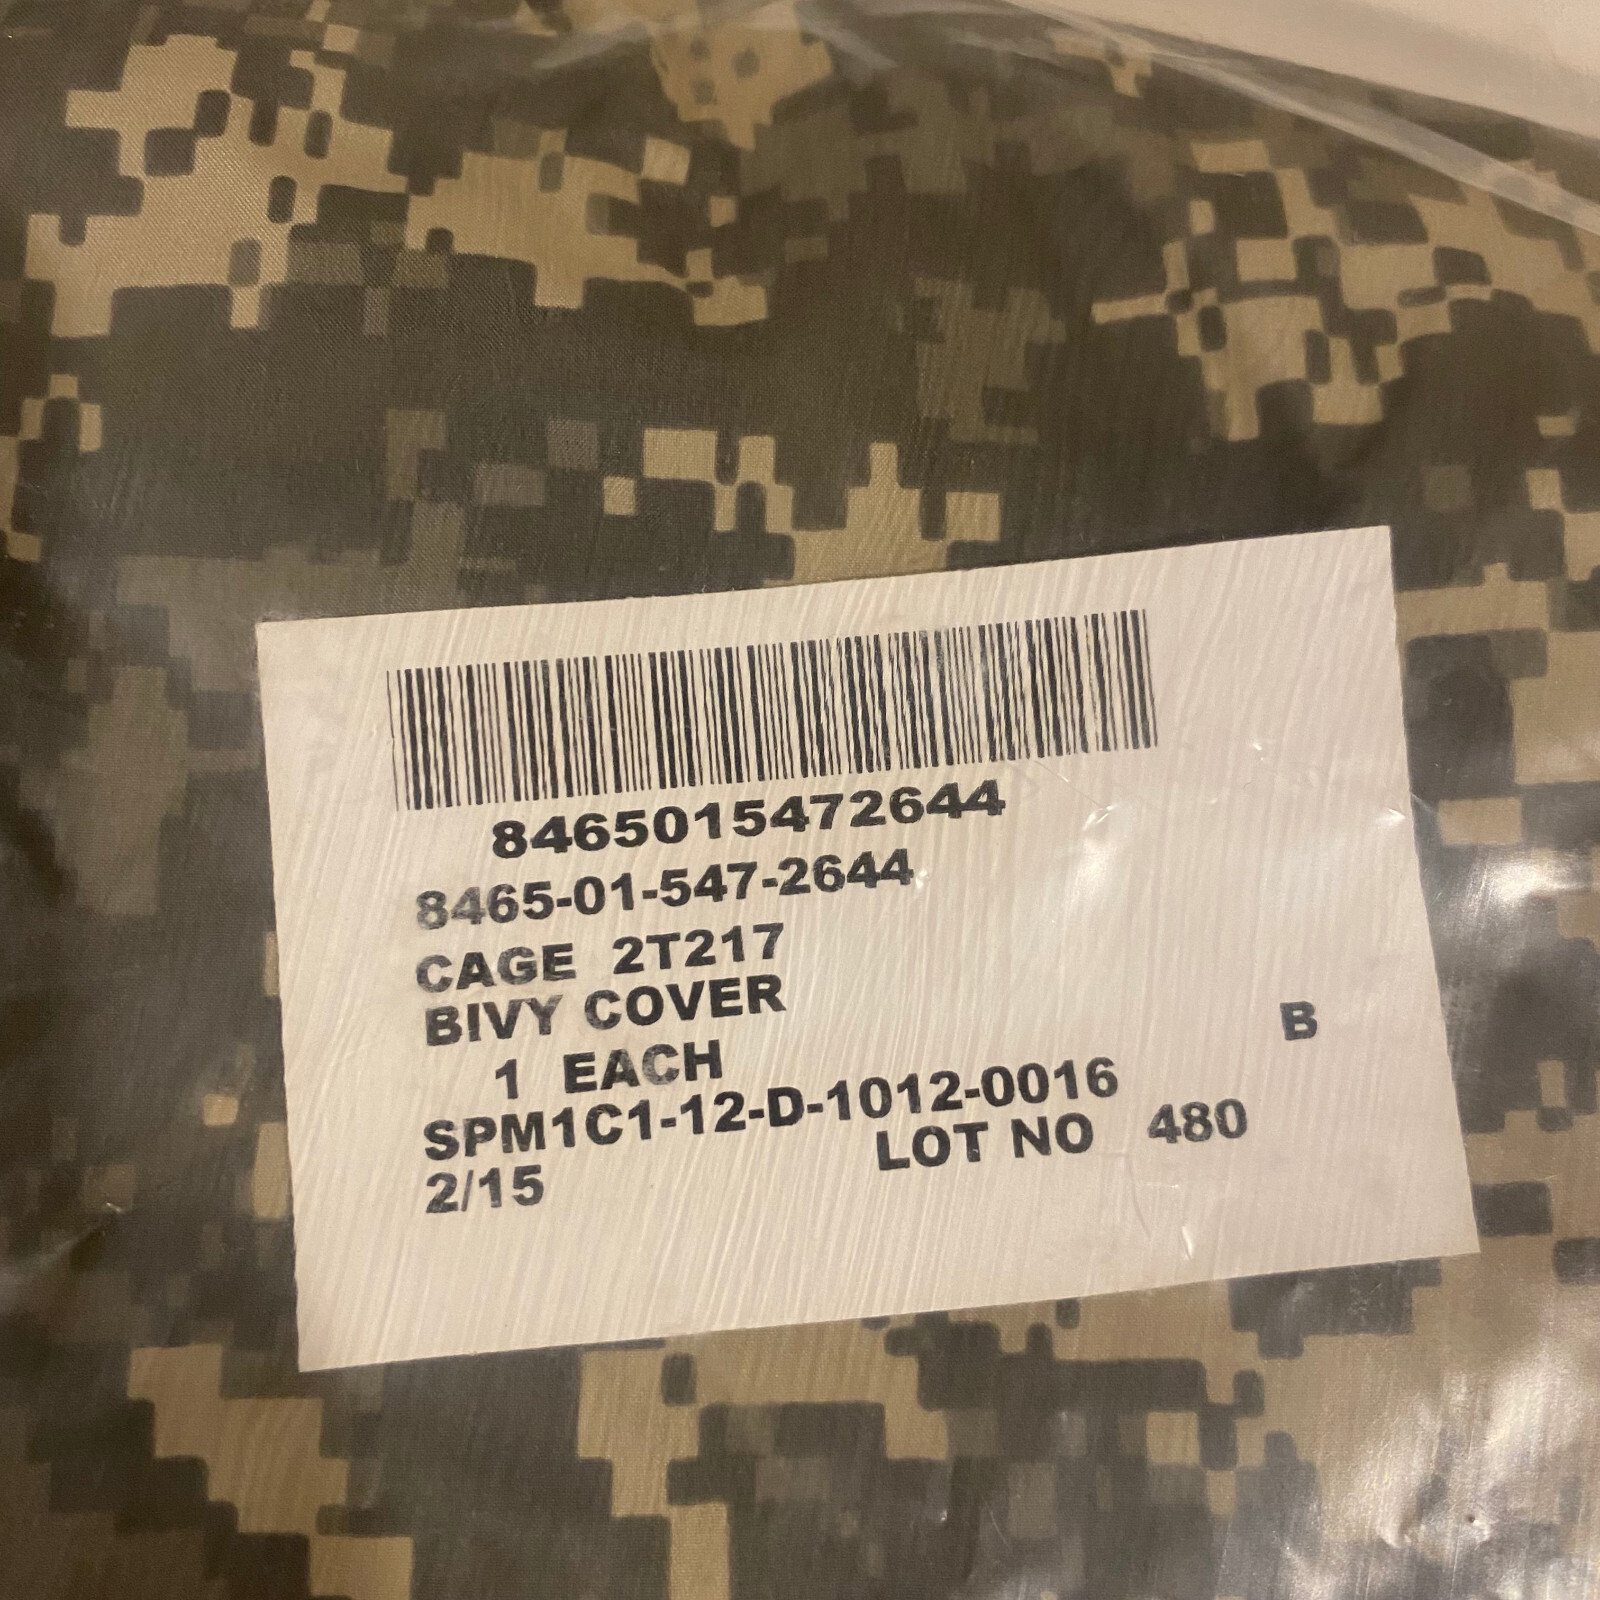 8465015472644
8465-01-547-2644
CAGE 2T217
BIVY COVER
B
1 EACH
SPM1C1-12-D-1012-0016
LOT NO 480
2/15